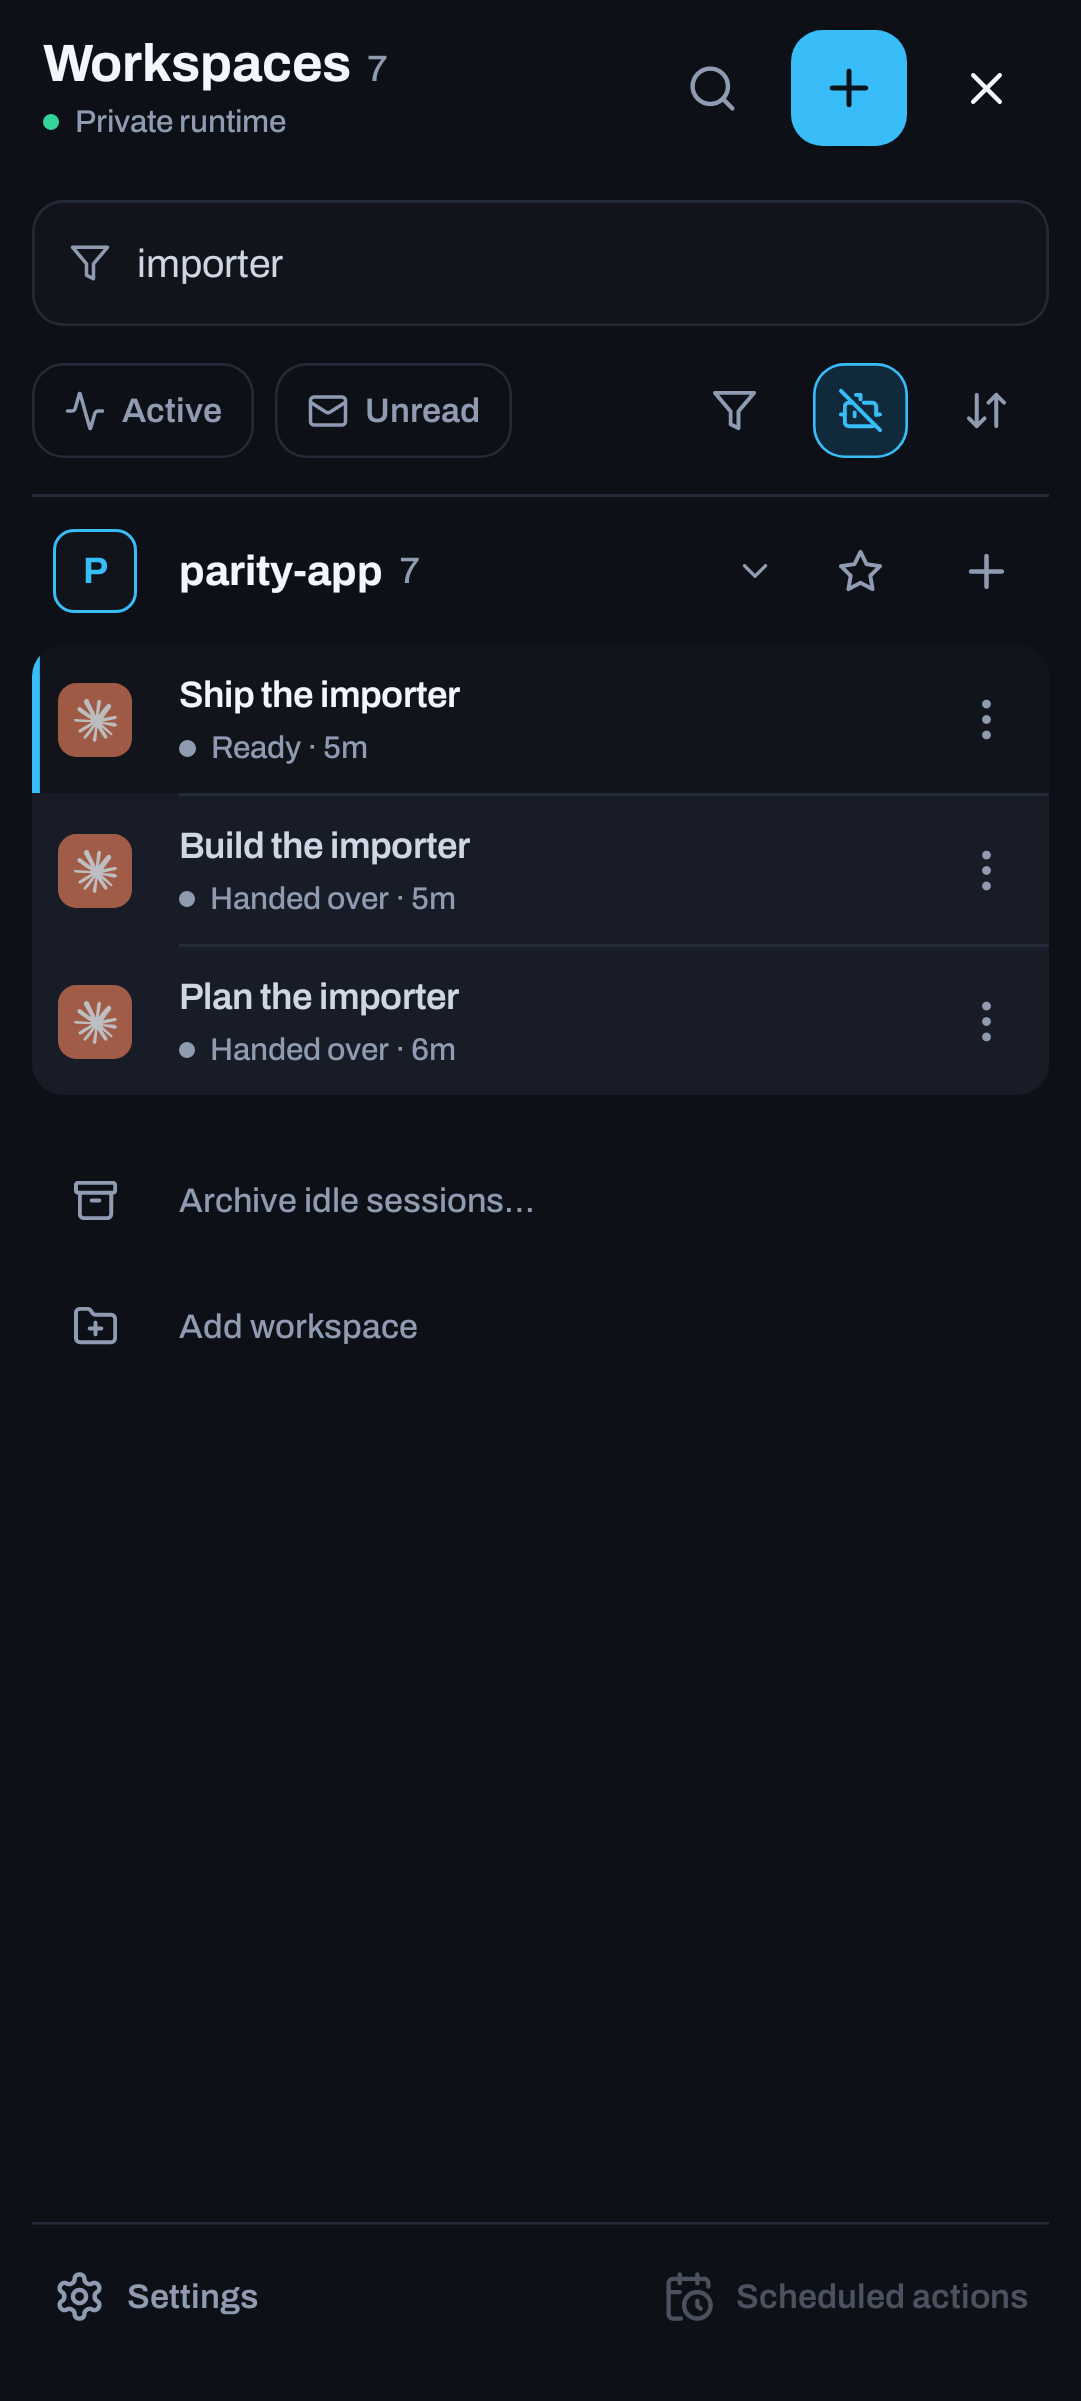 Workspaces 7
Private runtime
importer
Active
Unread
P
parity-app 7
Ship the importer
Ready · 5m
Build the importer
Handed over · 5m
Plan the importer
Handed over · 6m
Archive idle sessions...
Add workspace
Settings
Scheduled actions